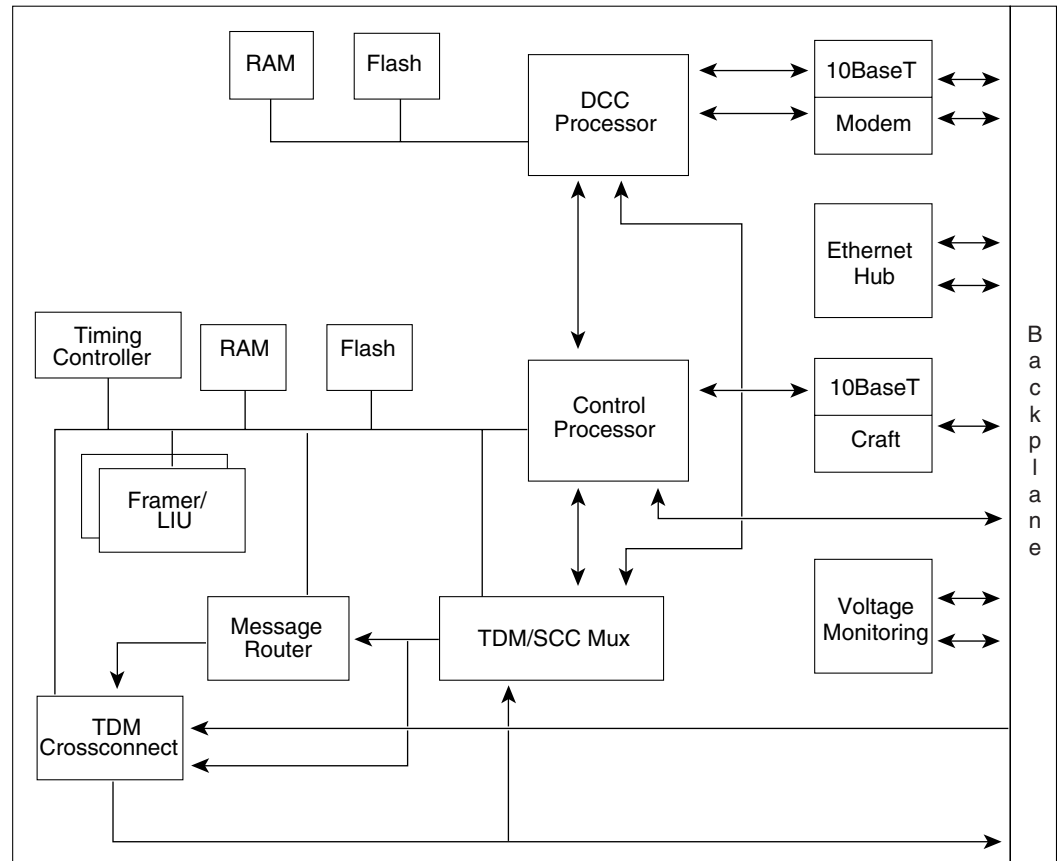 RAM
Flash
DCC
Processor
10BaseT
Modem
Ethernet
Hub
Timing
Controller
RAM
Flash
Control
Processor
10BaseT
Craft
Framer/
LIU
Message
Router
TDM/SCC Mux
Voltage
Monitoring
TDM
Crossconnect
Backplane